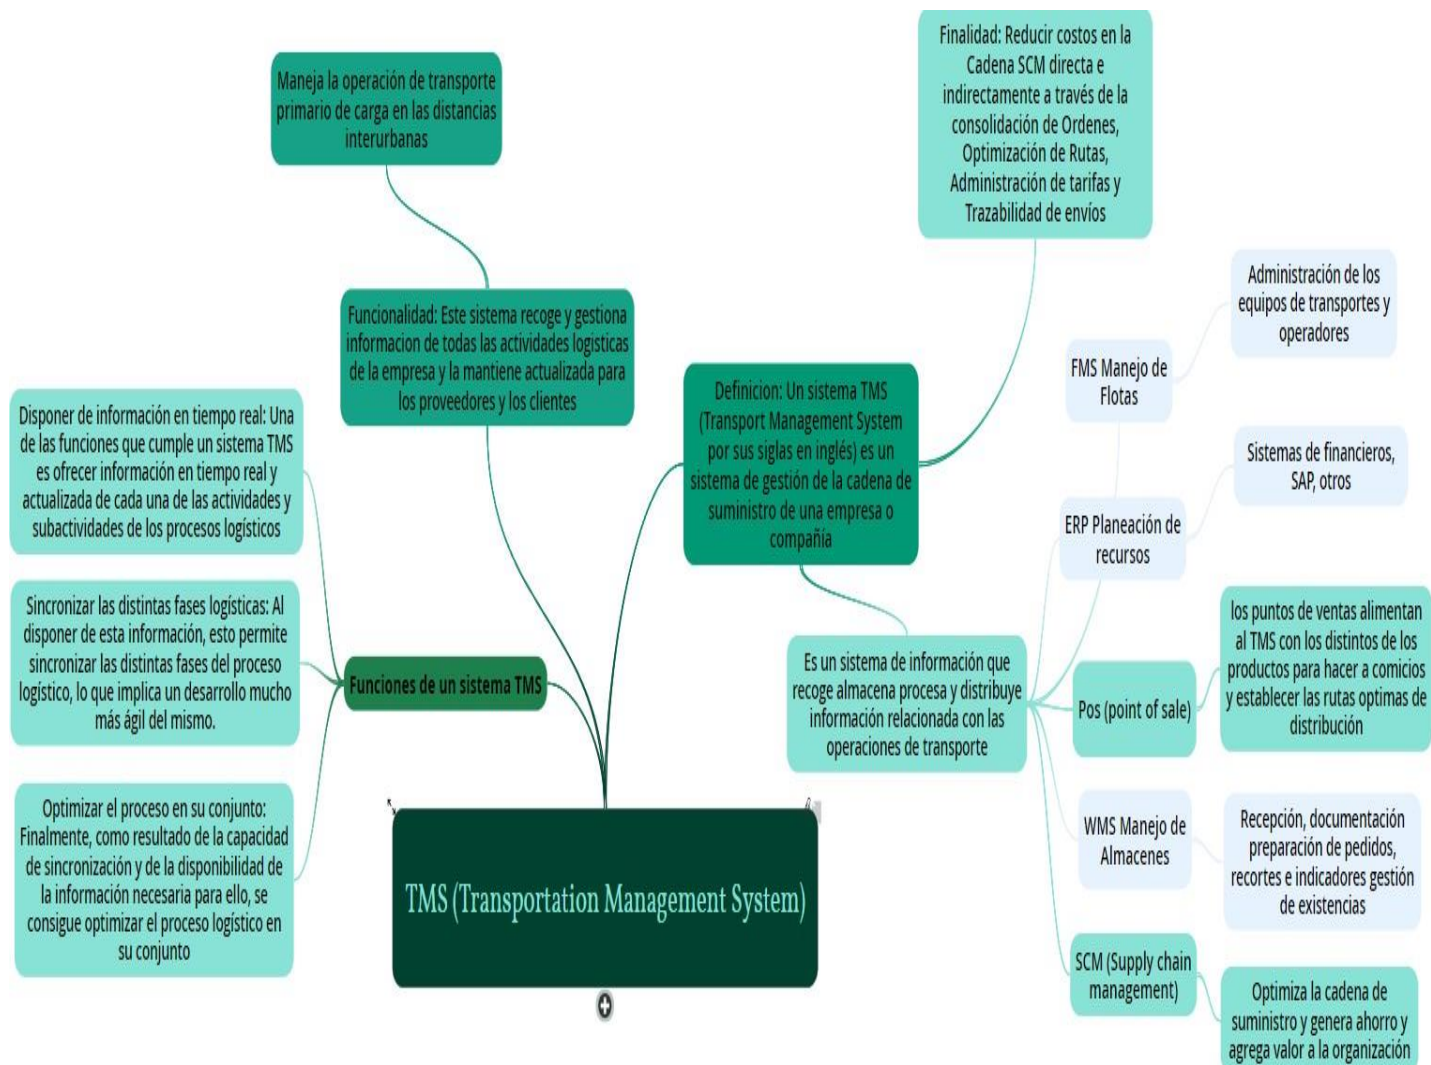 Maneja la operación de transporte
primario de carga en las distancias
interurbanas
Finalidad: Reducir costos en la
Cadena SCM directa e
indirectamente a través de la
consolidación de Ordenes,
Optimización de Rutas,
Administración de tarifas y
Trazabilidad de envíos
Funcionalidad: Este sistema recoge y gestiona
informacion de todas las actividades logisticas
de la empresa y la mantiene actualizada para
los proveedores y los clientes
Definicion: Un sistema TMS
(Transport Management System
por sus siglas en inglés) es un
sistema de gestión de la cadena de
suministro de una empresa o
compañía
Administración de los
equipos de transportes y
operadores
FMS Manejo de
Flotas
Sistemas de financieros,
SAP, otros
ERP Planeación de
recursos
Disponer de información en tiempo real: Una
de las funciones que cumple un sistema TMS
es ofrecer información en tiempo real y
actualizada de cada una de las actividades y
subactividades de los procesos logísticos
Sincronizar las distintas fases logísticas: Al
disponer de esta información, esto permite
sincronizar las distintas fases del proceso
logístico, lo que implica un desarrollo mucho
más ágil del mismo.
Funciones de un sistema TMS
Optimizar el proceso en su conjunto:
Finalmente, como resultado de la capacidad
de sincronización y de la disponibilidad de
la información necesaria para ello, se
consigue optimizar el proceso logístico en
su conjunto
Es un sistema de información que
recoge almacena procesa y distribuye
información relacionada con las
operaciones de transporte
Pos (point of sale)
los puntos de ventas alimentan
al TMS con los distintos de los
productos para hacer a comicios
y establecer las rutas optimas de
distribución
WMS Manejo de
Almacenes
Recepción, documentación
preparación de pedidos,
recortes e indicadores gestión
de existencias
SCM (Supply chain
management)
Optimiza la cadena de
suministro y genera ahorro y
agrega valor a la organización
TMS (Transportation Management System)